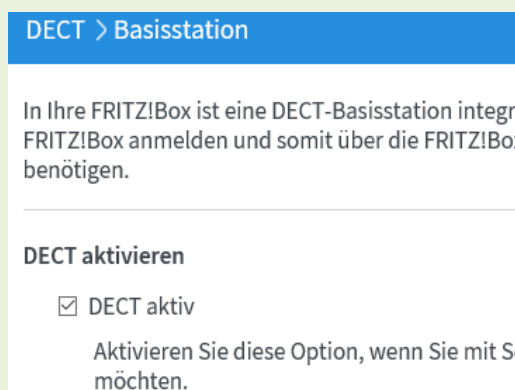 DECT > Basisstation
In Ihre FRITZ!Box ist eine DECT-Basisstation
FRITZ!Box anmelden und somit über die
benötigen.
DECT aktivieren
DECT aktiv
Aktivieren Sie diese Option, wenn Sie mit
möchten.